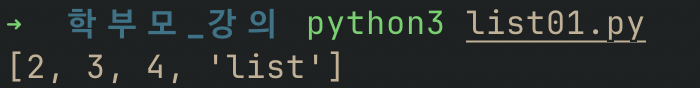 → 학부모_강의 python3 list01.py
[2, 3, 4, 'list']